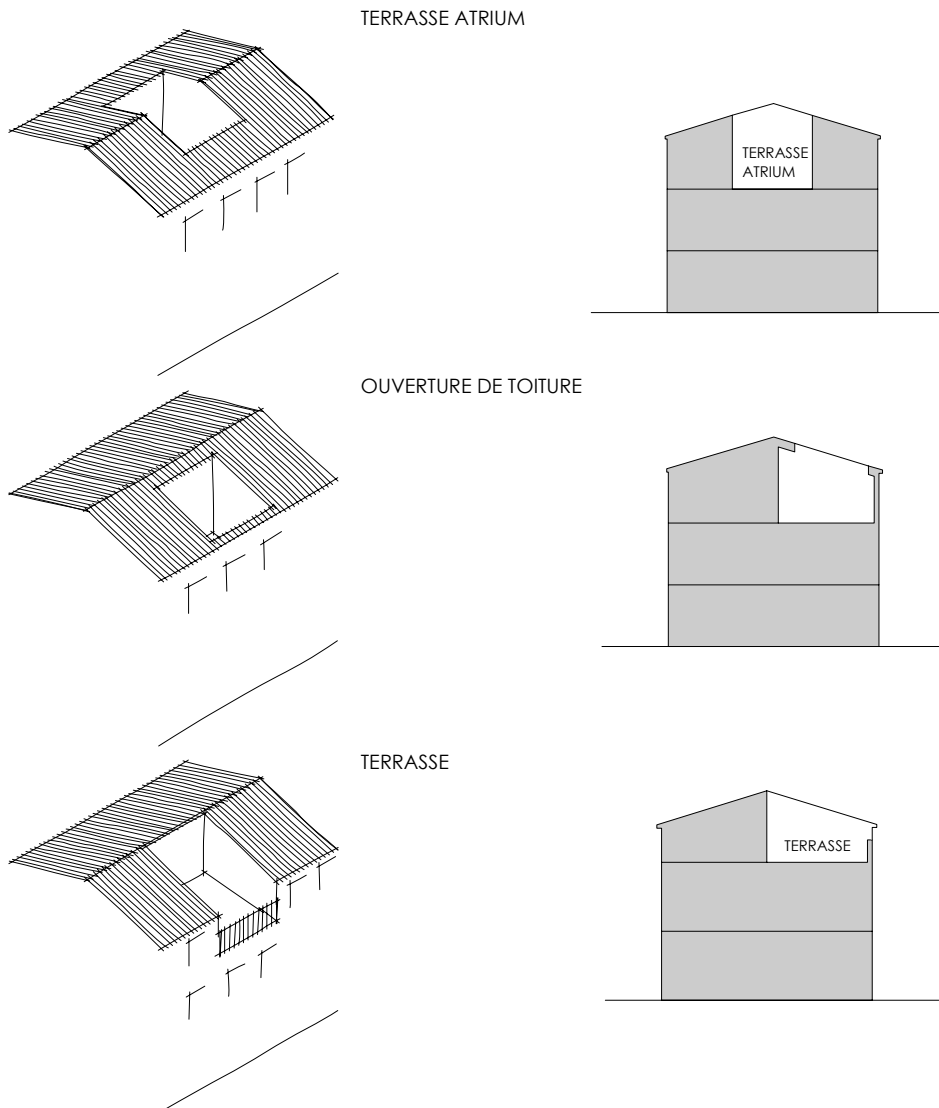 TERRASSE ATRIUM
TERRASSE
ATRIUM
OUVERTURE DE TOITURE
TERRASSE
TERRASSE